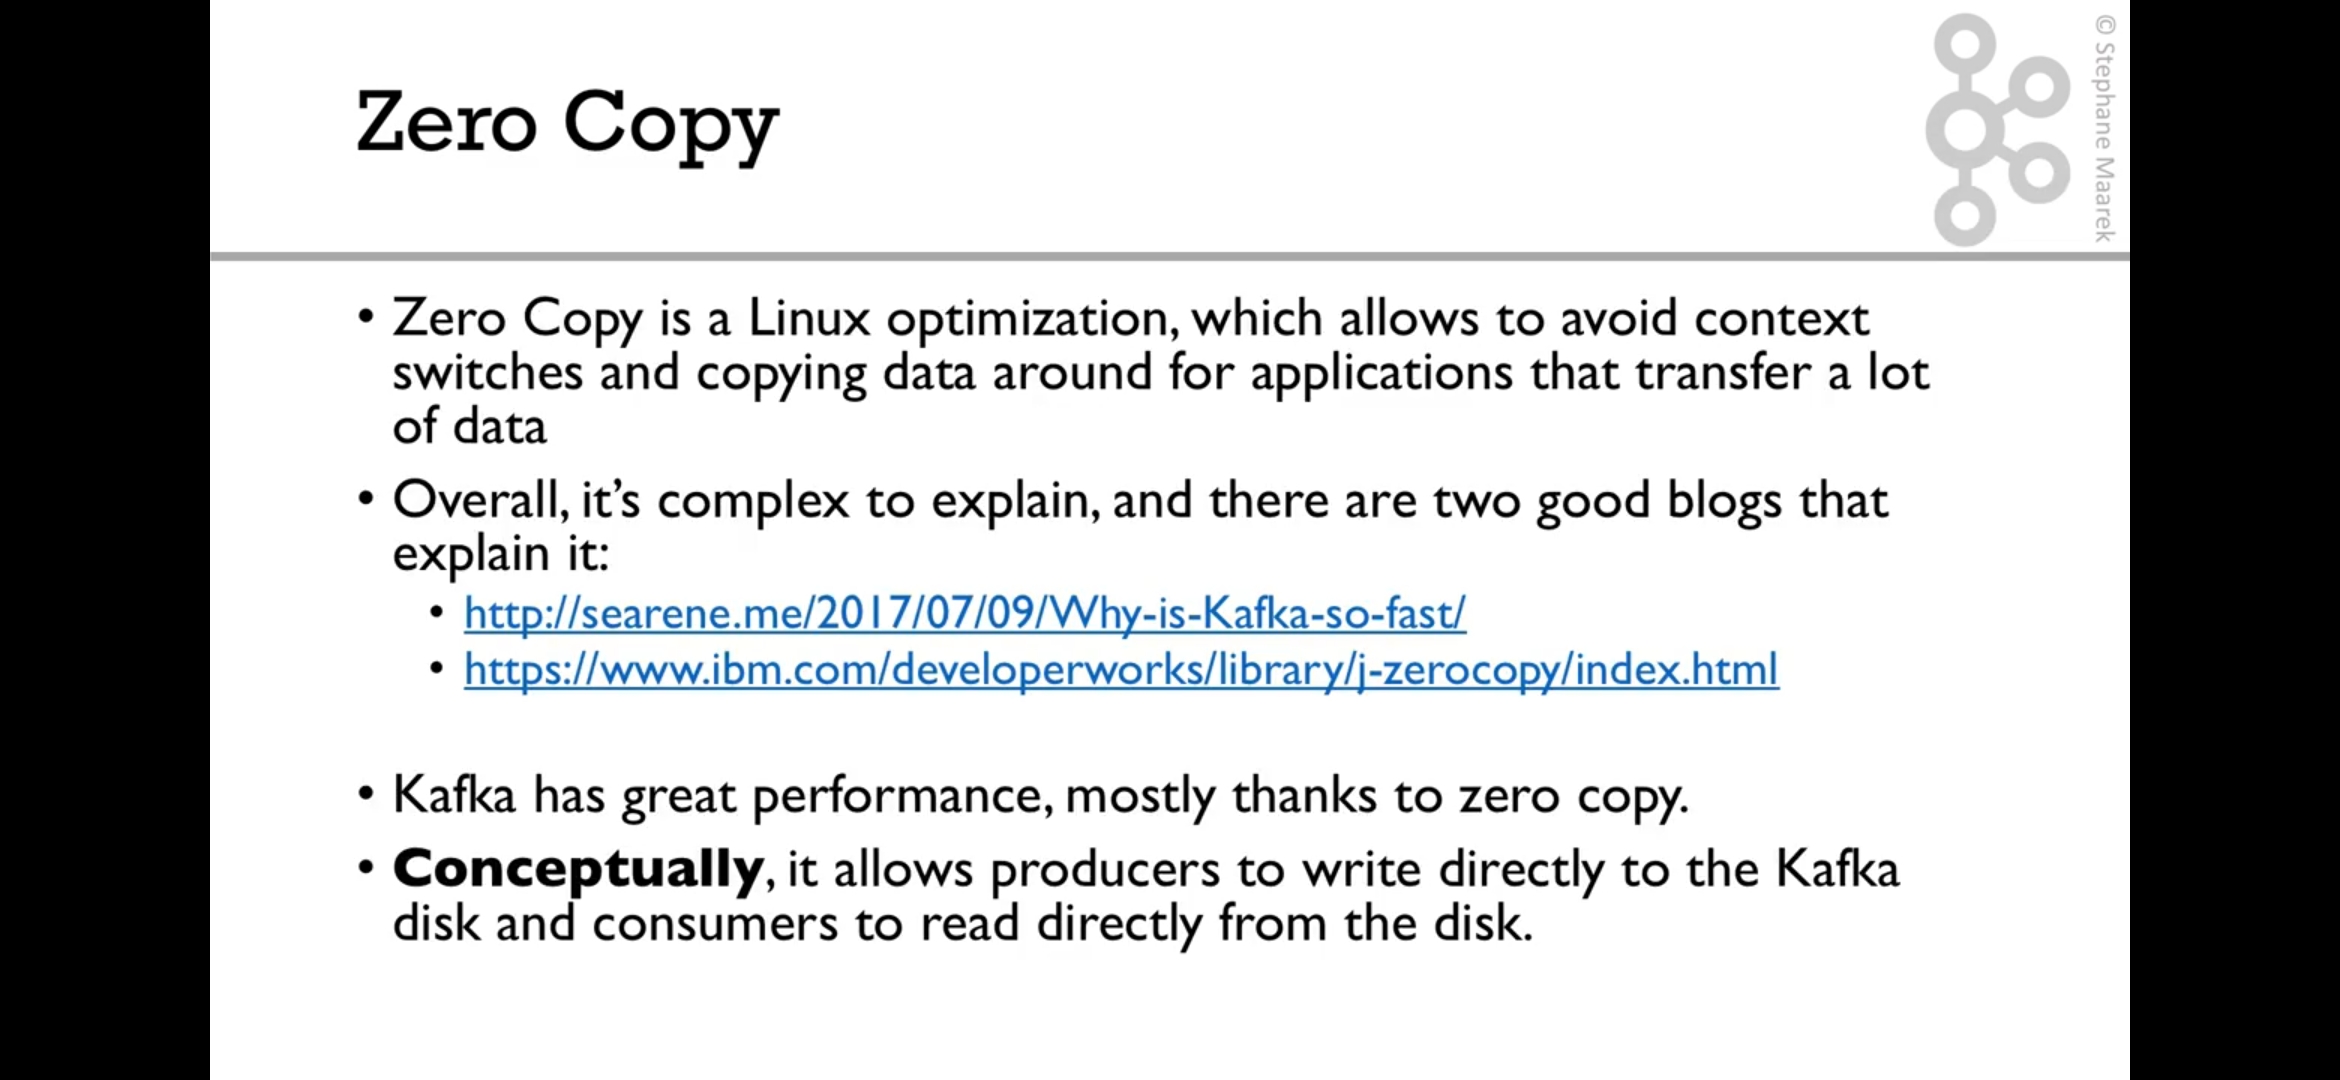 Zero Copy
© Stephane Maarek
• Zero Copy is a Linux optimization, which allows to avoid context
switches and copying data around for applications that transfer a lot
of data
• Overall, it’s complex to explain, and there are two good blogs that
explain it:
• http://searene.me/2017/07/09/Why-is-Kafka-so-fast/
• https://www.ibm.com/developerworks/library/j-zerocopy/index.html
• Kafka has great performance, mostly thanks to zero copy.
• Conceptually, it allows producers to write directly to the Kafka
disk and consumers to read directly from the disk.